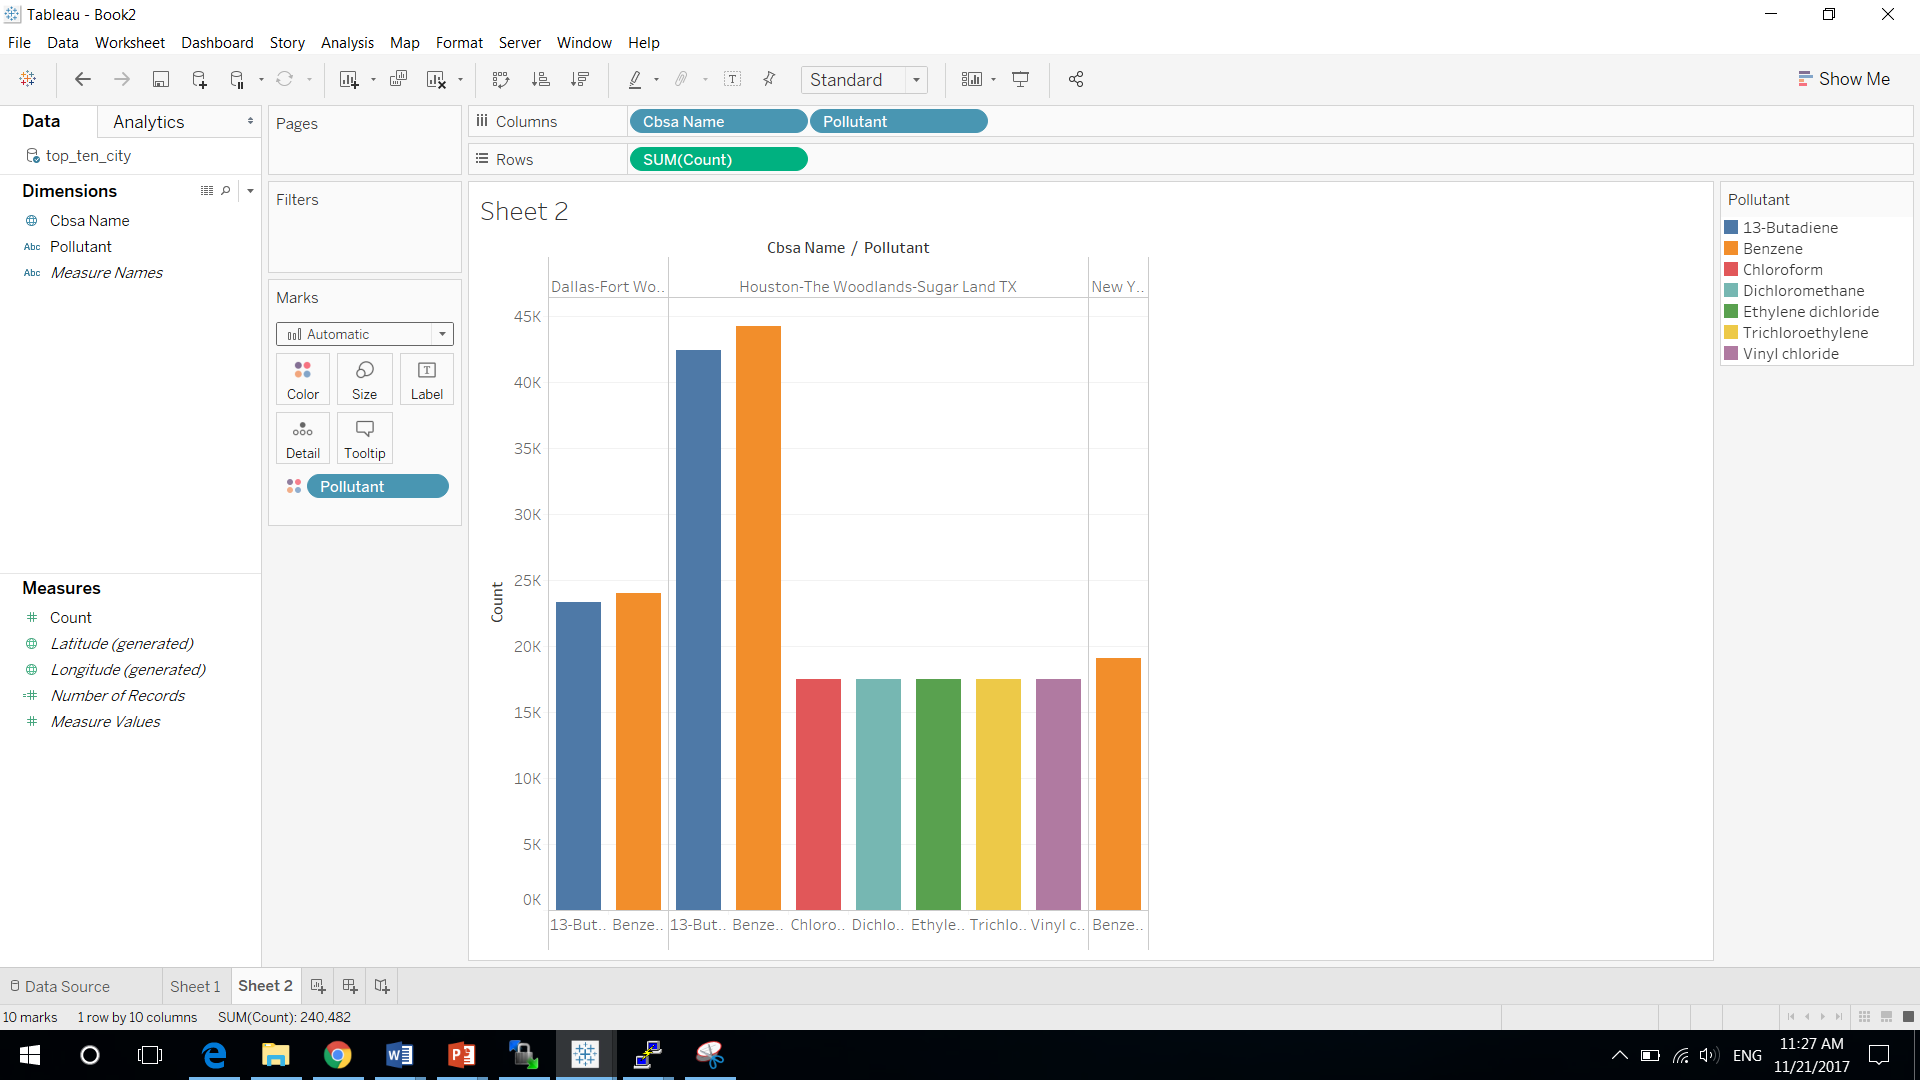 Tableau - Book2
File Data Worksheet Dashboard Story Analysis Map Format Server Window Help
Standard
Show Me
Data Analytics
top_ten_city
Dimensions
Cbsa Name
Abc Pollutant
Abc Measure Names
Measures
Count
Latitude (generated)
Longitude (generated)
Number of Records
Measure Values
Pages
Filters
Marks
Automatic
Color Size Label
Detail Tooltip
Pollutant
Columns Cbsa Name Pollutant
Rows SUM(Count)
Sheet 2
Cbsa Name / Pollutant
Dallas-Fort Wo.. Houston-The Woodlands-Sugar Land TX New Y..
45K
40K
35K
30K
25K
20K
15K
10K
5K
0K
Count
13-But.. Benze.. 13-But.. Benze.. Chloro.. Dichlo.. Ethyle.. Trichlo.. Vinyl c.. Benze..
Pollutant
13-Butadiene
Benzene
Chloroform
Dichloromethane
Ethylene dichloride
Trichloroethylene
Vinyl chloride
Data Source Sheet 1 Sheet 2
10 marks 1 row by 10 columns SUM(Count): 240,482
ENG
11:27 AM
11/21/2017